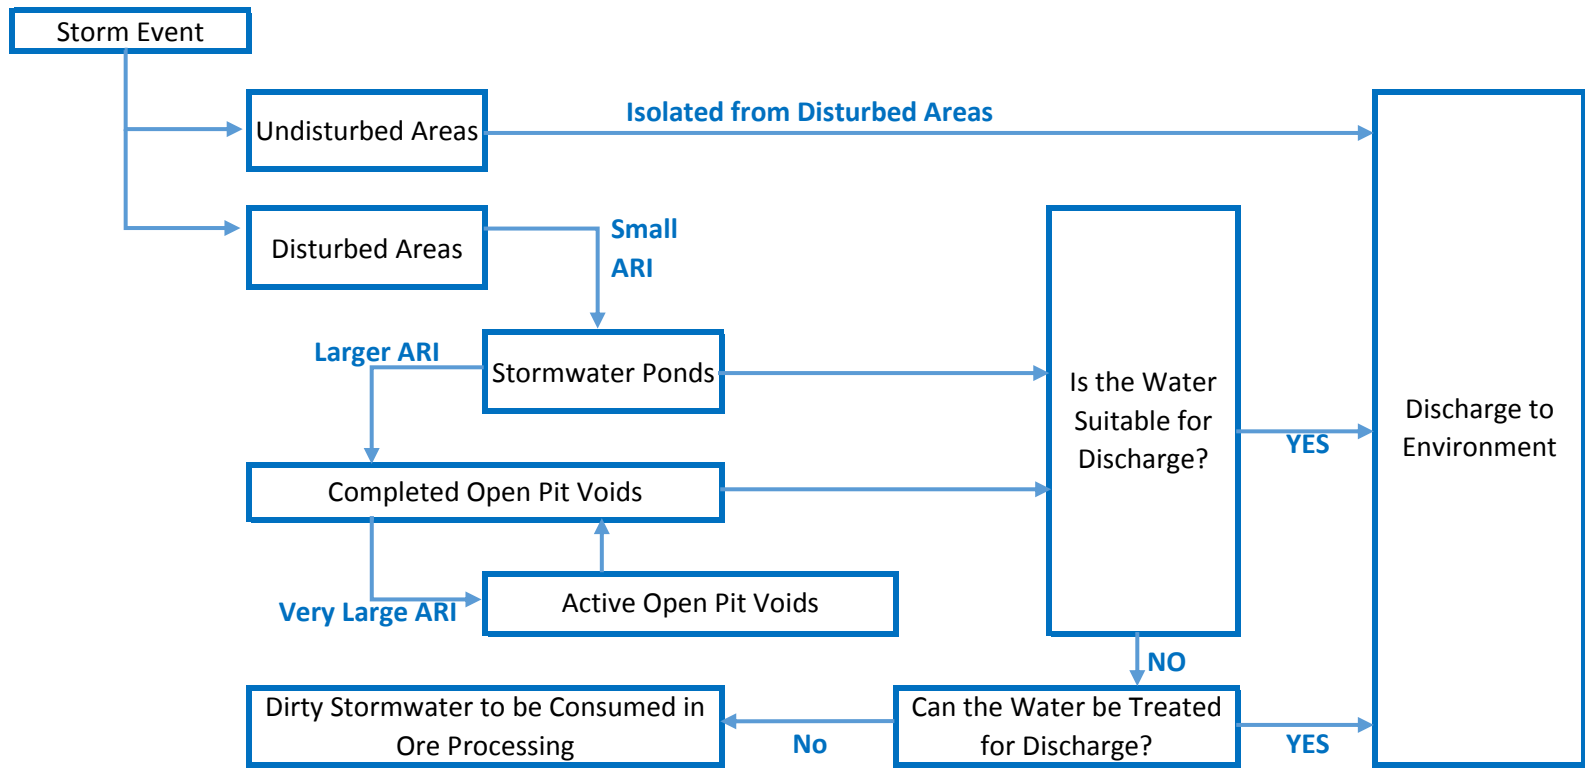 Storm Event
Undisturbed Areas
Isolated from Disturbed Areas
Disturbed Areas
Small
ARI
Larger ARI
Stormwater Ponds
Is the Water
Suitable for
Discharge?
YES
Discharge to
Environment
Completed Open Pit Voids
Very Large ARI
Active Open Pit Voids
NO
Dirty Stormwater to be Consumed in
Ore Processing
No
Can the Water be Treated
for Discharge?
YES